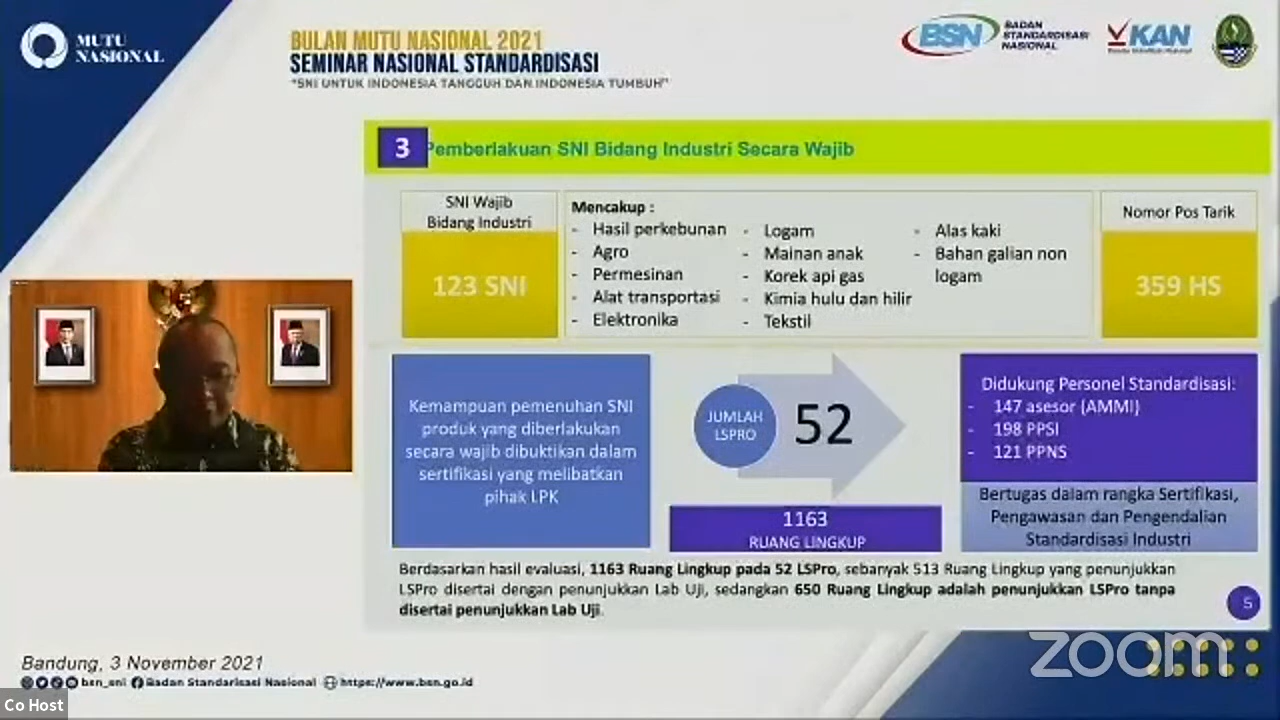 MUTU
NASIONAL
BULAN MUTU NASIONAL 2021
SEMINAR NASIONAL STANDARDISASI
"SNI UNTUK INDONESIA TANGGUH DAN INDONESIA TUMBUH"
BSN
BADAN
STANDARDISASI
NASIONAL
KAN
Komite Akreditasi Nasional
3
Pemberlakuan SNI Bidang Industri Secara Wajib
SNI Wajib
Bidang Industri
123 SNI
Mencakup :
- Hasil perkebunan
- Agro
- Permesinan
- Alat transportasi
- Elektronika
- Logam
- Mainan anak
- Korek api gas
- Kimia hulu dan hilir
- Tekstil
- Alas kaki
- Bahan galian non
logam
Nomor Pos Tarik
359 HS
Kemampuan pemenuhan SNI
produk yang diberlakukan
secara wajib dibuktikan dalam
sertifikasi yang melibatkan
pihak LPK
JUMLAH
LSPRO
52
1163
RUANG LINGKUP
Didukung Personel Standardisasi:
- 147 asesor (AMMI)
- 198 PPSI
- 121 PPNS
Bertugas dalam rangka Sertifikasi,
Pengawasan dan Pengendalian
Standardisasi Industri
Berdasarkan hasil evaluasi, 1163 Ruang Lingkup pada 52 LSPro, sebanyak 513 Ruang Lingkup yang penunjukkan
LSPro disertai dengan penunjukkan Lab Uji, sedangkan 650 Ruang Lingkup adalah penunjukkan LSPro tanpa
disertai penunjukkan Lab Uji.
5
zoom
Bandung, 3 November 2021
bsn_sni Badan Standarisasi Nasional https://www.bsn.go.id
Co Host